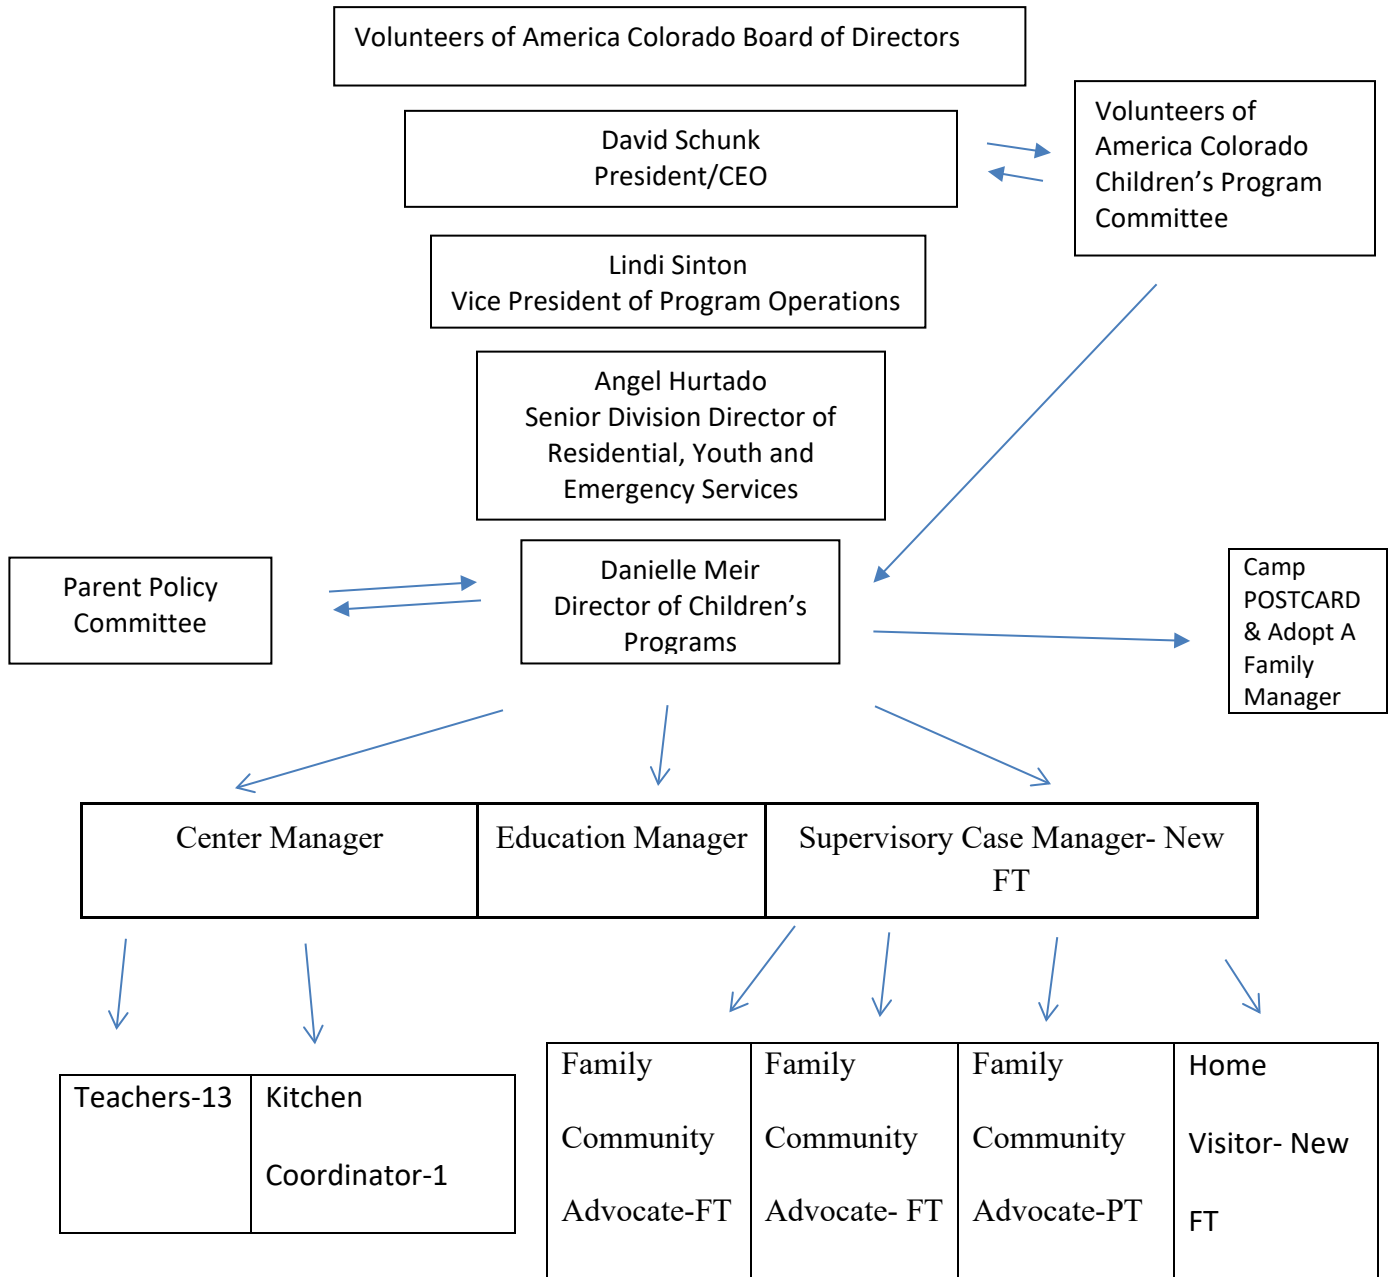 Volunteers of America Colorado Board of Directors
David Schunk
President/CEO
Volunteers of
America Colorado
Children's Program
Committee
Lindi Sinton
Vice President of Program Operations
Angel Hurtado
Senior Division Director of
Residential, Youth and
Emergency Services
Parent Policy
Committee
Danielle Meir
Director of Children's
Programs
Camp
POSTCARD
& Adopt A
Family
Manager
Center Manager
Education Manager
Supervisory Case Manager- New
FT
Teachers-13
Kitchen
Coordinator-1
Family
Community
Advocate-FT
Family
Community
Advocate- FT
Family
Community
Advocate-PT
Home
Visitor- New
FT